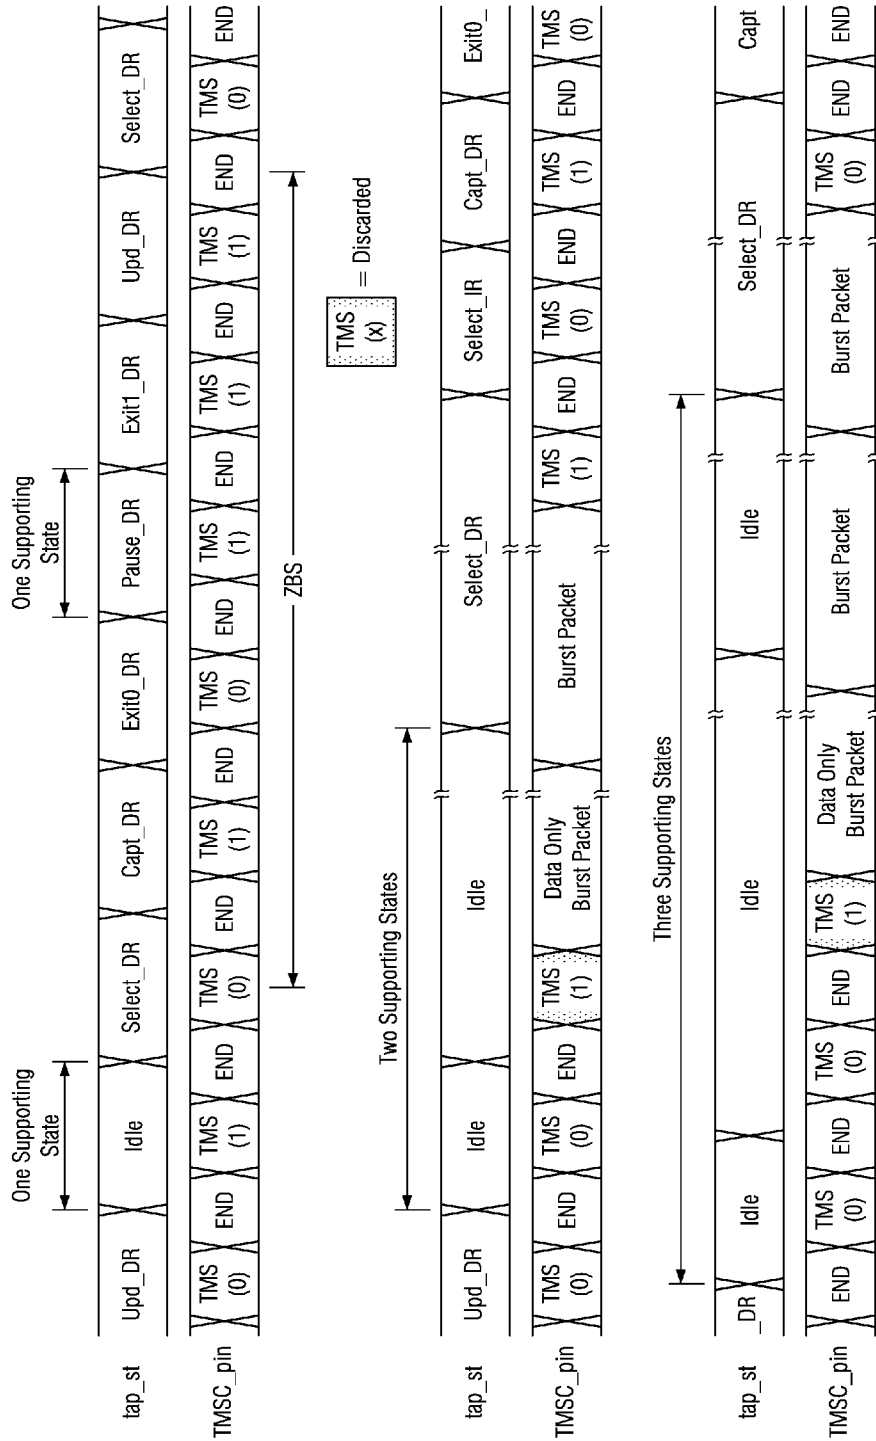 One Supporting State One Supporting State
tap_st Upd_DR Idle Select_DR Capt_DR Exit0_DR Pause_DR Exit1_DR Upd_DR Select_DR
TMSC_pin TMS (0) END TMS (1) END TMS (0) END TMS (1) END TMS (0) END TMS (1) END TMS (1) END TMS (1) END TMS (0) END
ZBS
TMS (x) = Discarded
Two Supporting States
tap_st Upd_DR Idle Idle Select_DR Select_IR Capt_DR Exit0_
TMSC_pin TMS (0) END TMS (0) END TMS (1) Data Only Burst Packet Burst Packet TMS (1) END TMS (0) END TMS (1) END TMS (0)
Three Supporting States
tap_st _DR Idle Idle Idle Select_DR Capt
TMSC_pin END TMS (0) END TMS (0) END TMS (1) Data Only Burst Packet Burst Packet Burst Packet TMS (0) END END